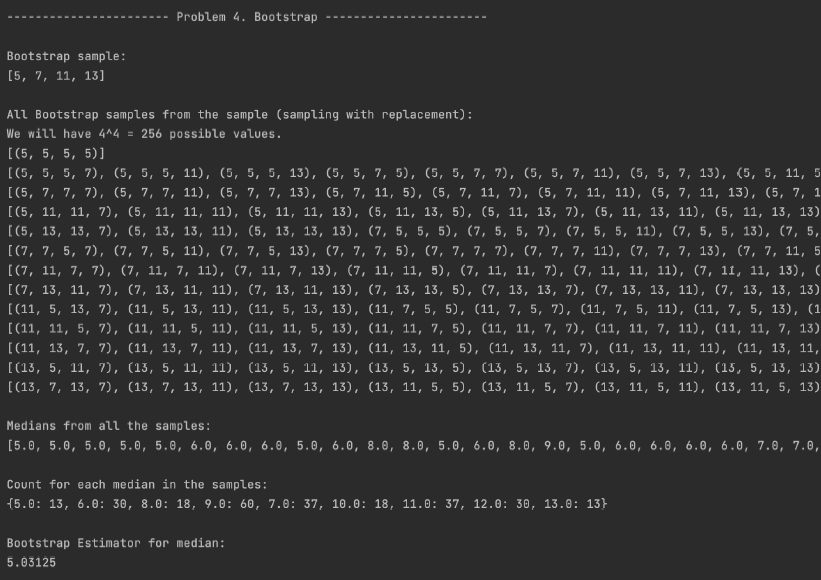 ----------------------- Problem 4. Bootstrap -----------------------
Bootstrap sample:
[5, 7, 11, 13]
All Bootstrap samples from the sample (sampling with replacement):
We will have 4^4 = 256 possible values.
[(5, 5, 5, 5)]
[(5, 5, 5, 7), (5, 5, 5, 11), (5, 5, 5, 13), (5, 5, 7, 5), (5, 5, 7, 7), (5, 5, 7, 11), (5, 5, 7, 13), (5, 5, 11, 5
[(5, 7, 7, 7), (5, 7, 7, 11), (5, 7, 7, 13), (5, 7, 11, 5), (5, 7, 11, 7), (5, 7, 11, 11), (5, 7, 11, 13), (5, 7, 1
[(5, 11, 11, 7), (5, 11, 11, 11), (5, 11, 11, 13), (5, 11, 13, 5), (5, 11, 13, 7), (5, 11, 13, 11), (5, 11, 13, 13)
[(5, 13, 13, 7), (5, 13, 13, 11), (5, 13, 13, 13), (7, 5, 5, 5), (7, 5, 5, 7), (7, 5, 5, 11), (7, 5, 5, 13), (7, 5,
[(7, 7, 5, 7), (7, 7, 5, 11), (7, 7, 5, 13), (7, 7, 7, 5), (7, 7, 7, 7), (7, 7, 7, 11), (7, 7, 7, 13), (7, 7, 11, 5
[(7, 11, 7, 7), (7, 11, 7, 11), (7, 11, 7, 13), (7, 11, 11, 5), (7, 11, 11, 7), (7, 11, 11, 11), (7, 11, 11, 13), (
[(7, 13, 11, 7), (7, 13, 11, 11), (7, 13, 11, 13), (7, 13, 13, 5), (7, 13, 13, 7), (7, 13, 13, 11), (7, 13, 13, 13)
[(11, 5, 13, 7), (11, 5, 13, 11), (11, 5, 13, 13), (11, 7, 5, 5), (11, 7, 5, 7), (11, 7, 5, 11), (11, 7, 5, 13), (1
[(11, 11, 5, 7), (11, 11, 5, 11), (11, 11, 5, 13), (11, 11, 7, 5), (11, 11, 7, 7), (11, 11, 7, 11), (11, 11, 7, 13)
[(11, 13, 7, 7), (11, 13, 7, 11), (11, 13, 7, 13), (11, 13, 11, 5), (11, 13, 11, 7), (11, 13, 11, 11), (11, 13, 11,
[(13, 5, 11, 7), (13, 5, 11, 11), (13, 5, 11, 13), (13, 5, 13, 5), (13, 5, 13, 7), (13, 5, 13, 11), (13, 5, 13, 13)
[(13, 7, 13, 7), (13, 7, 13, 11), (13, 7, 13, 13), (13, 11, 5, 5), (13, 11, 5, 7), (13, 11, 5, 11), (13, 11, 5, 13)
Medians from all the samples:
[5.0, 5.0, 5.0, 5.0, 5.0, 6.0, 6.0, 6.0, 5.0, 6.0, 8.0, 8.0, 5.0, 6.0, 8.0, 9.0, 5.0, 6.0, 6.0, 6.0, 6.0, 7.0, 7.0,
Count for each median in the samples:
{5.0: 13, 6.0: 30, 8.0: 18, 9.0: 60, 7.0: 37, 10.0: 18, 11.0: 37, 12.0: 30, 13.0: 13}
Bootstrap Estimator for median:
5.03125